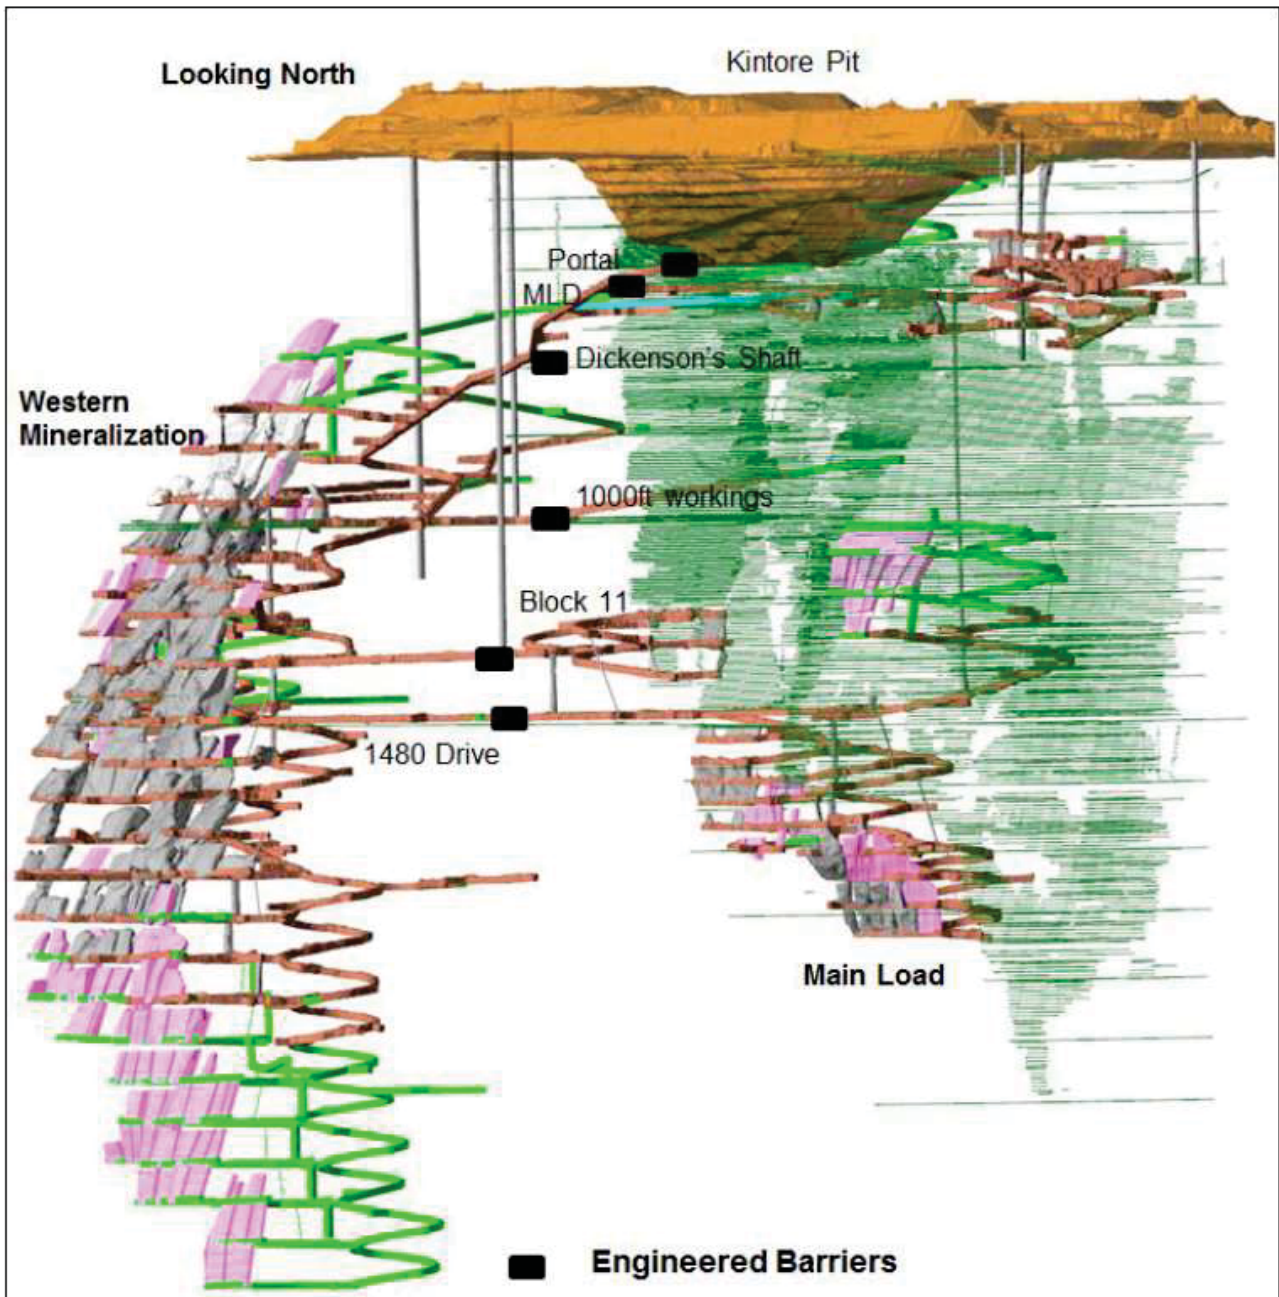 Kintore Pit
Looking North
Portal
MLD
Dickenson's Shaft
Western
Mineralization
1000ft workings
Block 11
1480 Drive
Main Load
Engineered Barriers